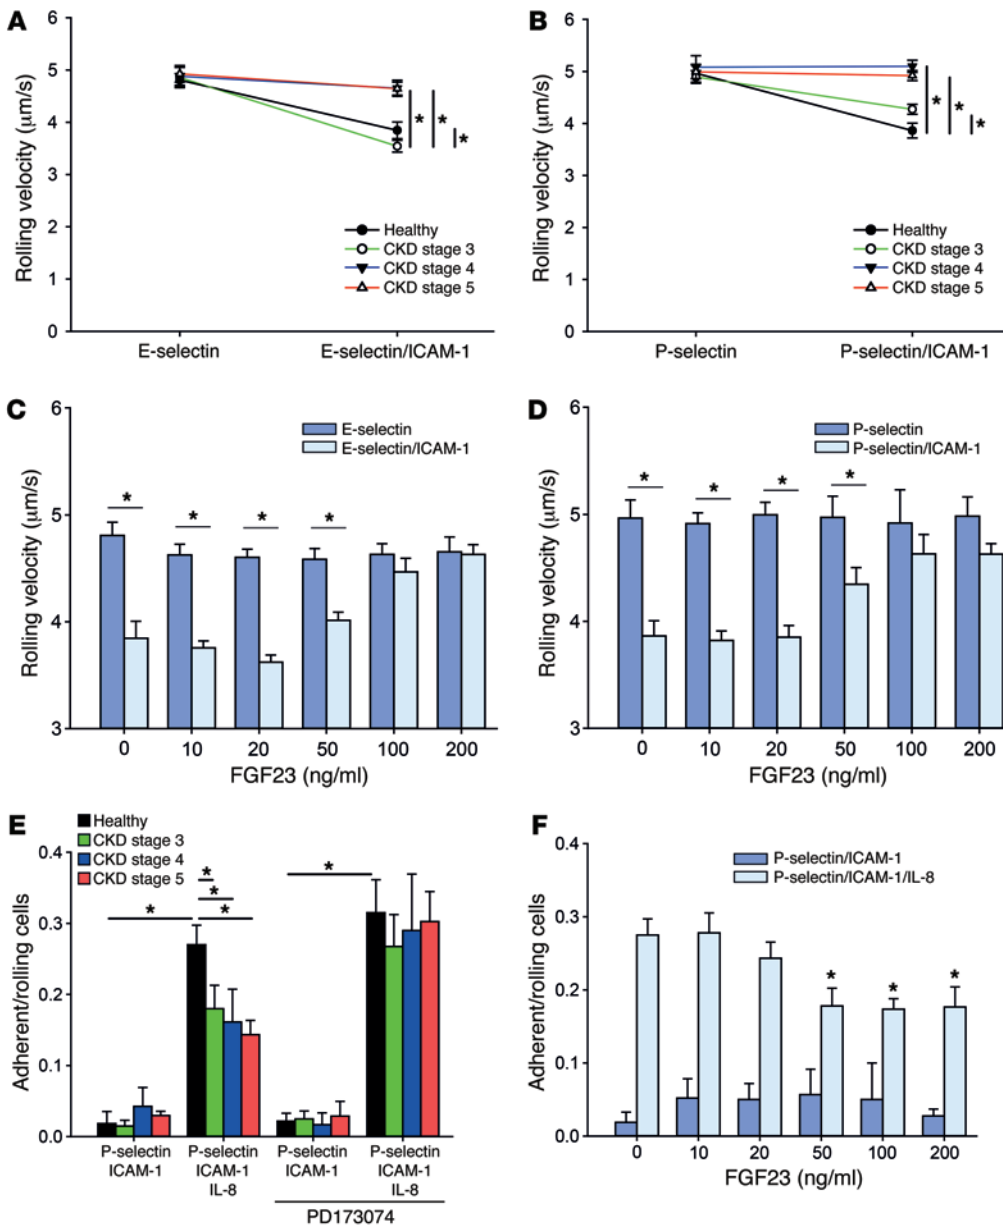 A
Rolling velocity (μm/s)
6
5
4
3
2
1
0
* * *
Healthy
CKD stage 3
CKD stage 4
CKD stage 5
E-selectin
E-selectin/ICAM-1
B
Rolling velocity (μm/s)
6
5
4
3
2
1
0
* * *
Healthy
CKD stage 3
CKD stage 4
CKD stage 5
P-selectin
P-selectin/ICAM-1
C
Rolling velocity (μm/s)
6
5
4
3
E-selectin
E-selectin/ICAM-1
* * * *
0 10 20 50 100 200
FGF23 (ng/ml)
D
Rolling velocity (μm/s)
6
5
4
3
P-selectin
P-selectin/ICAM-1
* * * *
0 10 20 50 100 200
FGF23 (ng/ml)
E
Healthy
CKD stage 3
CKD stage 4
CKD stage 5
Adherent/rolling cells
0.4
0.3
0.2
0.1
0.0
*
*
*
*
*
P-selectin P-selectin P-selectin P-selectin
ICAM-1 ICAM-1 ICAM-1 ICAM-1
IL-8 IL-8
PD173074
F
Adherent/rolling cells
0.4
0.3
0.2
0.1
0.0
P-selectin/ICAM-1
P-selectin/ICAM-1/IL-8
* * *
0 10 20 50 100 200
FGF23 (ng/ml)